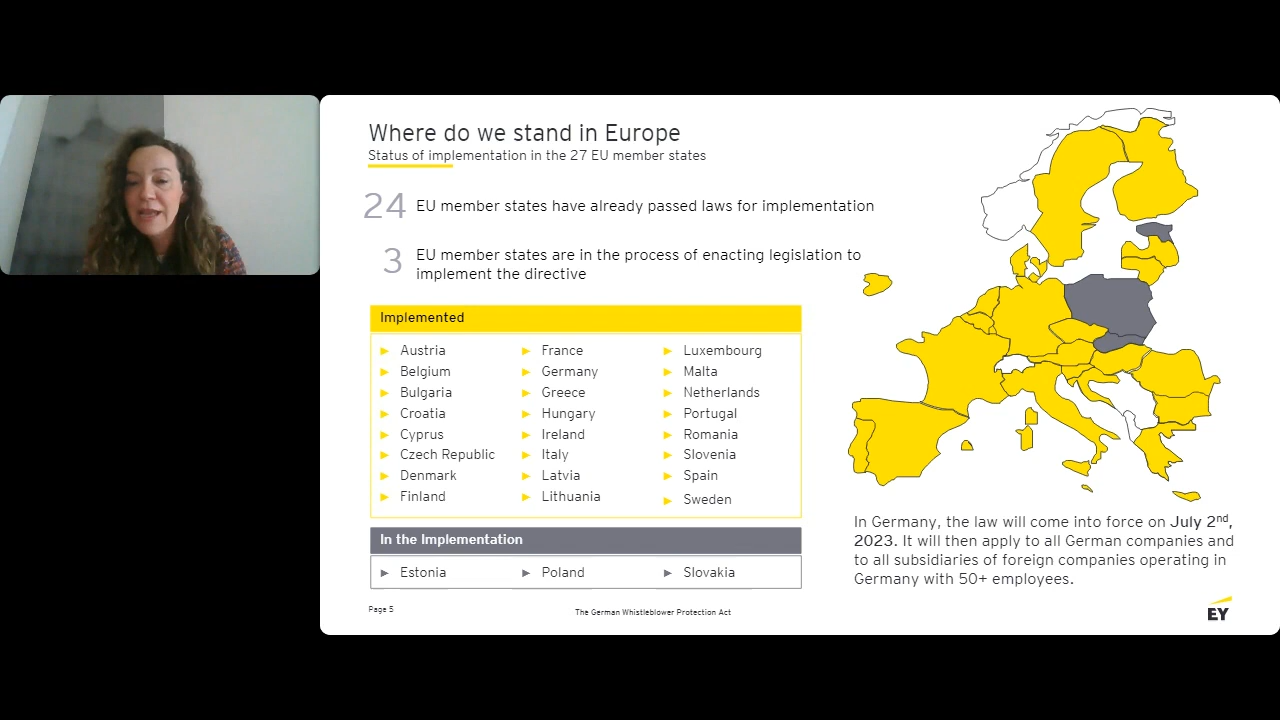 Where do we stand in Europe
Status of implementation in the 27 EU member states
24 EU member states have already passed laws for implementation
3 EU member states are in the process of enacting legislation to
implement the directive
Implemented
► Austria ► France ► Luxembourg
► Belgium ► Germany ► Malta
► Bulgaria ► Greece ► Netherlands
► Croatia ► Hungary ► Portugal
► Cyprus ► Ireland ► Romania
► Czech Republic ► Italy ► Slovenia
► Denmark ► Latvia ► Spain
► Finland ► Lithuania ► Sweden
In the Implementation
► Estonia ► Poland ► Slovakia
In Germany, the law will come into force on July 2nd,
2023. It will then apply to all German companies and
to all subsidiaries of foreign companies operating in
Germany with 50+ employees.
Page 5
The German Whistleblower Protection Act
EY